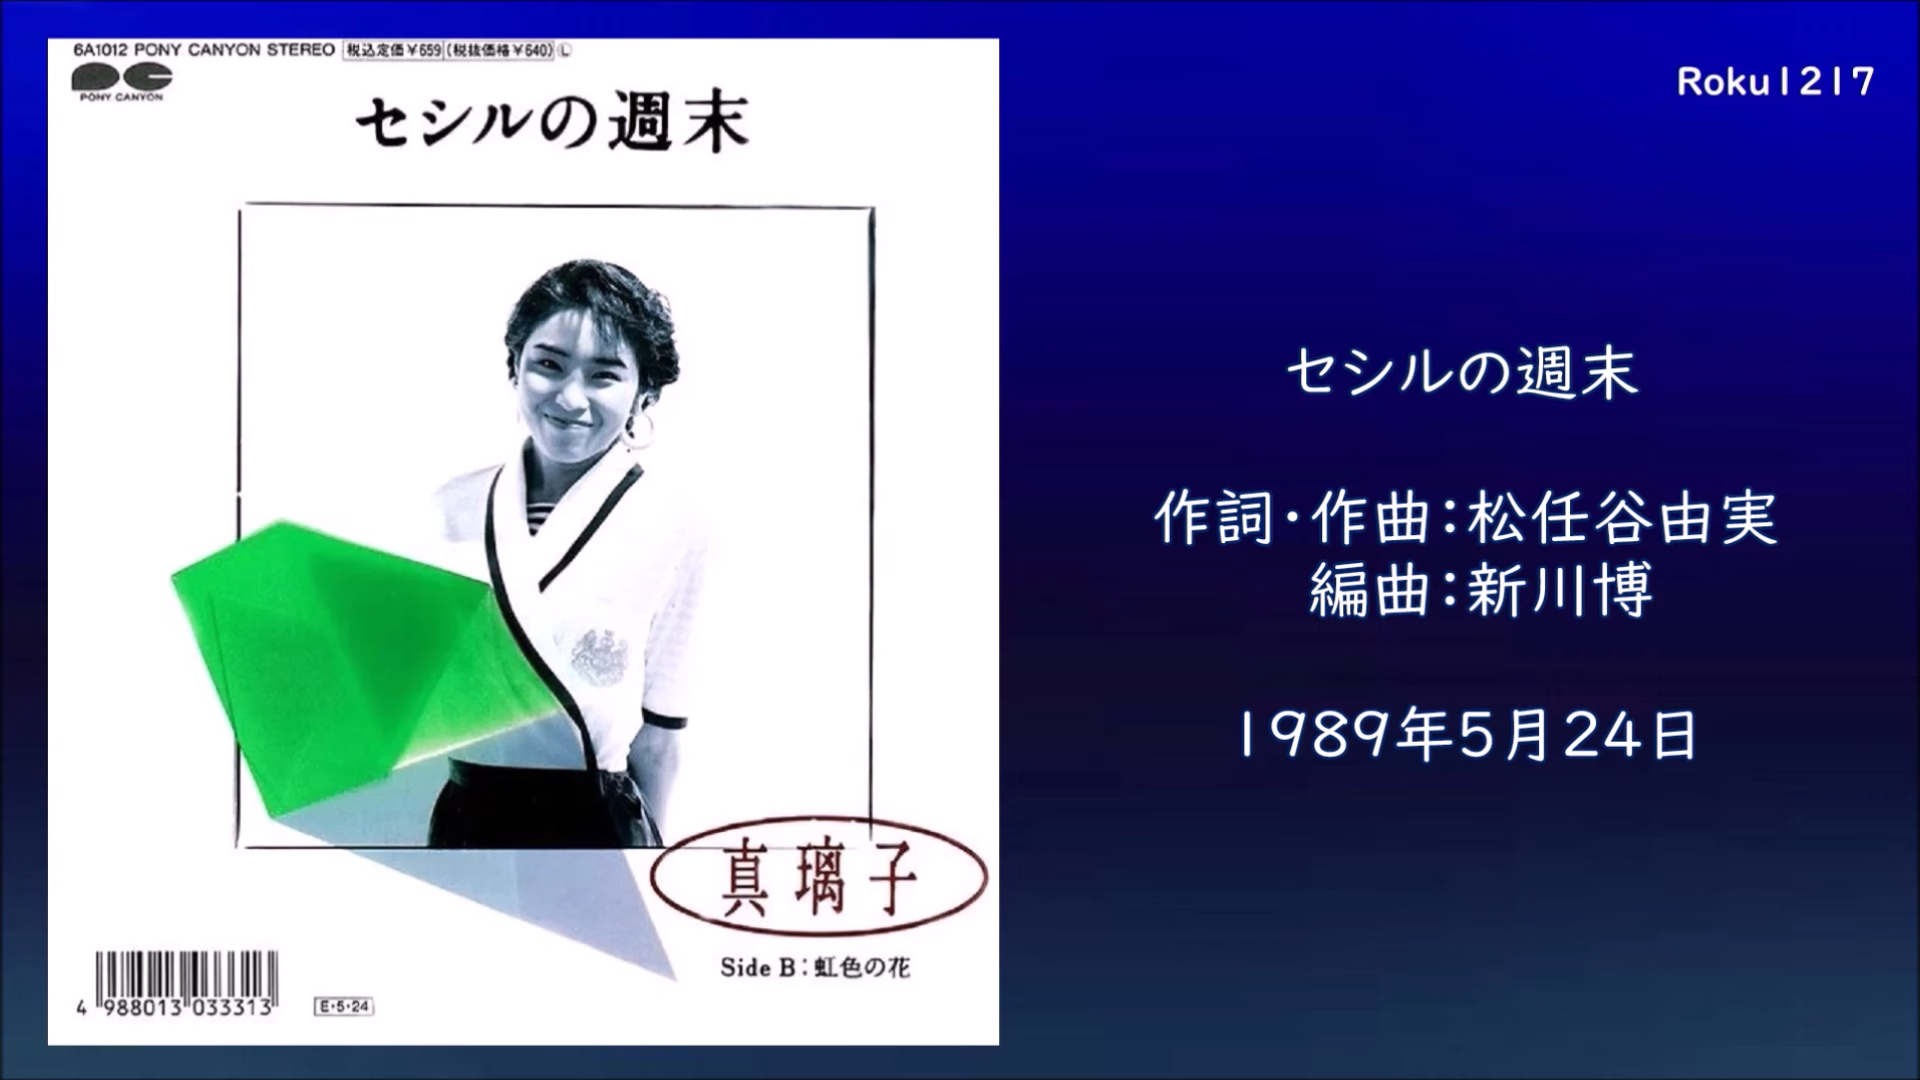 6A1012 PONY CANYON STEREO 税込定価¥659 (税抜価格¥640) Ⓛ
PC
PONY CANYON
セシルの週末
真璃子
Side B:虹色の花
4 988013 033313
E・5・24
Roku1217
セシルの週末
作詞・作曲:松任谷由実
編曲:新川博
1989年5月24日